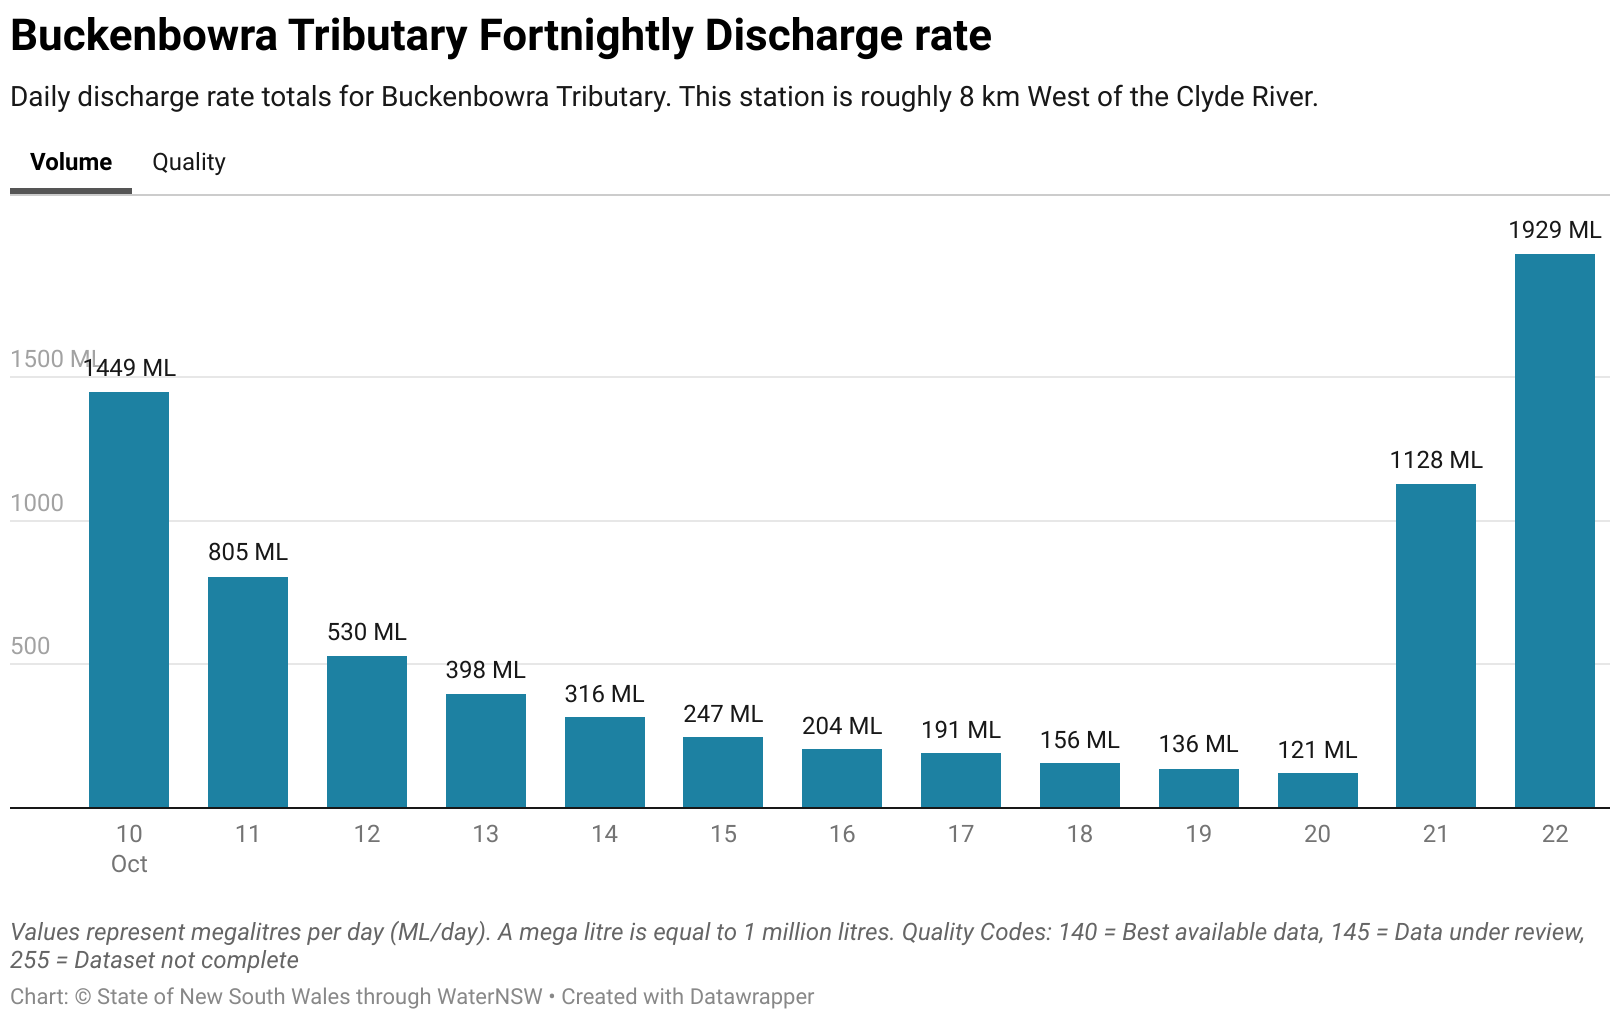 Buckenbowra Tributary Fortnightly Discharge rate
Daily discharge rate totals for Buckenbowra Tributary. This station is roughly 8 km West of the Clyde River.
Volume Quality
1929 ML
1500 ML
1449 ML
1128 ML
1000
805 ML
530 ML
500
398 ML
316 ML
247 ML
204 ML
191 ML
156 ML
136 ML
121 ML
10 11 12 13 14 15 16 17 18 19 20 21 22
Oct
Values represent megalitres per day (ML/day). A mega litre is equal to 1 million litres. Quality Codes: 140 = Best available data, 145 = Data under review,
255 = Dataset not complete
Chart: © State of New South Wales through WaterNSW • Created with Datawrapper